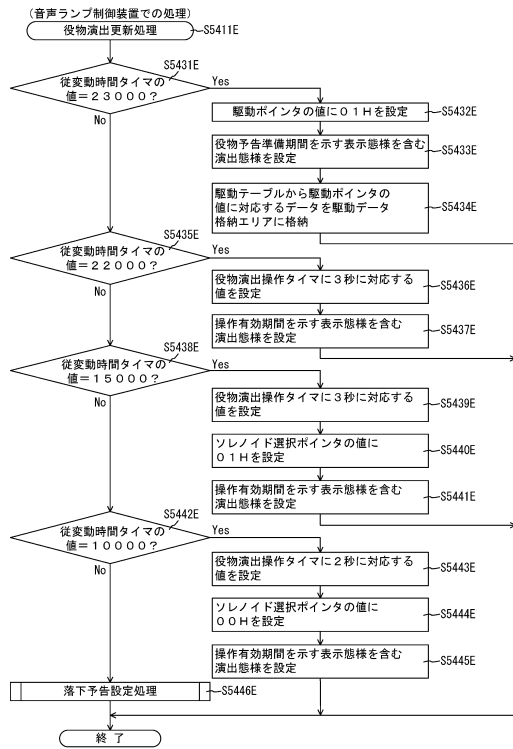 (音声ランプ制御装置での処理)
役物演出更新処理
S5411E
S5431E
従変動時間タイマの
値=23000?
Yes
No
駆動ポインタの値に01Hを設定
S5432E
役物予告準備期間を示す表示態様を含む
演出態様を設定
S5433E
駆動テーブルから駆動ポインタの
値に対応するデータを駆動データ
格納エリアに格納
S5434E
S5435E
従変動時間タイマの
値=22000?
Yes
No
役物演出操作タイマに3秒に対応する
値を設定
S5436E
操作有効期間を示す表示態様を含む
演出態様を設定
S5437E
S5438E
従変動時間タイマの
値=15000?
Yes
No
役物演出操作タイマに3秒に対応する
値を設定
S5439E
ソレノイド選択ポインタの値に
01Hを設定
S5440E
操作有効期間を示す表示態様を含む
演出態様を設定
S5441E
S5442E
従変動時間タイマの
値=10000?
Yes
No
役物演出操作タイマに2秒に対応する
値を設定
S5443E
ソレノイド選択ポインタの値に
00Hを設定
S5444E
操作有効期間を示す表示態様を含む
演出態様を設定
S5445E
落下予告設定処理
S5446E
終了